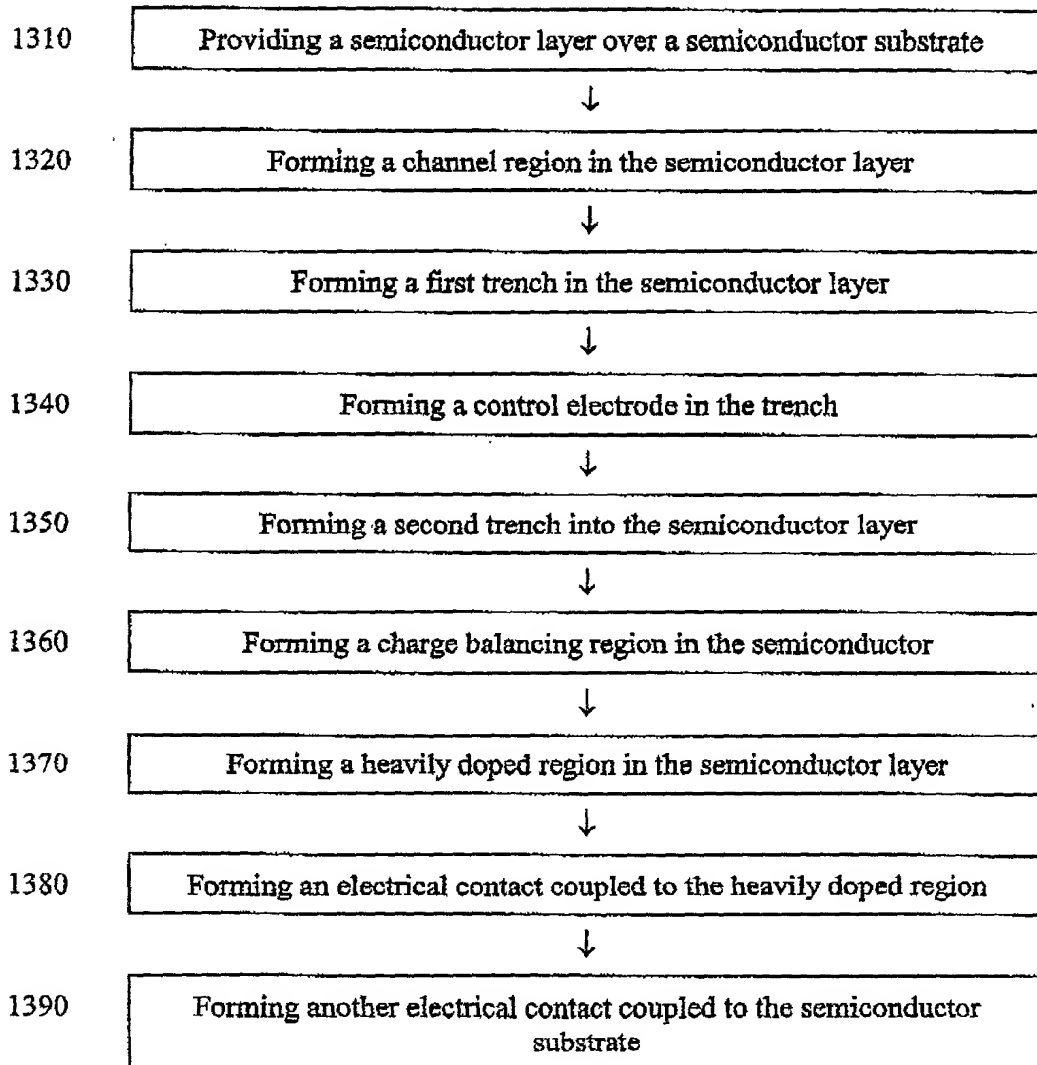 1310 Providing a semiconductor layer over a semiconductor substrate
↓
1320 Forming a channel region in the semiconductor layer
↓
1330 Forming a first trench in the semiconductor layer
↓
1340 Forming a control electrode in the trench
↓
1350 Forming a second trench into the semiconductor layer
↓
1360 Forming a charge balancing region in the semiconductor
↓
1370 Forming a heavily doped region in the semiconductor layer
↓
1380 Forming an electrical contact coupled to the heavily doped region
↓
1390 Forming another electrical contact coupled to the semiconductor
substrate